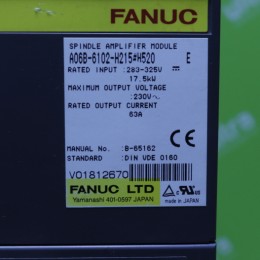 FANUC
SPINDLE AMPLIFIER MODULE
A06B-6102-H215#H520 E
RATED INPUT :283-325V
17.5kW
MAXIMUM OUTPUT VOLTAGE
:230V~
RATED OUTPUT CURRENT
63A
MANUAL No. :B-65162
STANDARD :DIN VDE 0160
V01812670
FANUC LTD
Yamanashi 401-0597 JAPAN
MADE IN JAPAN